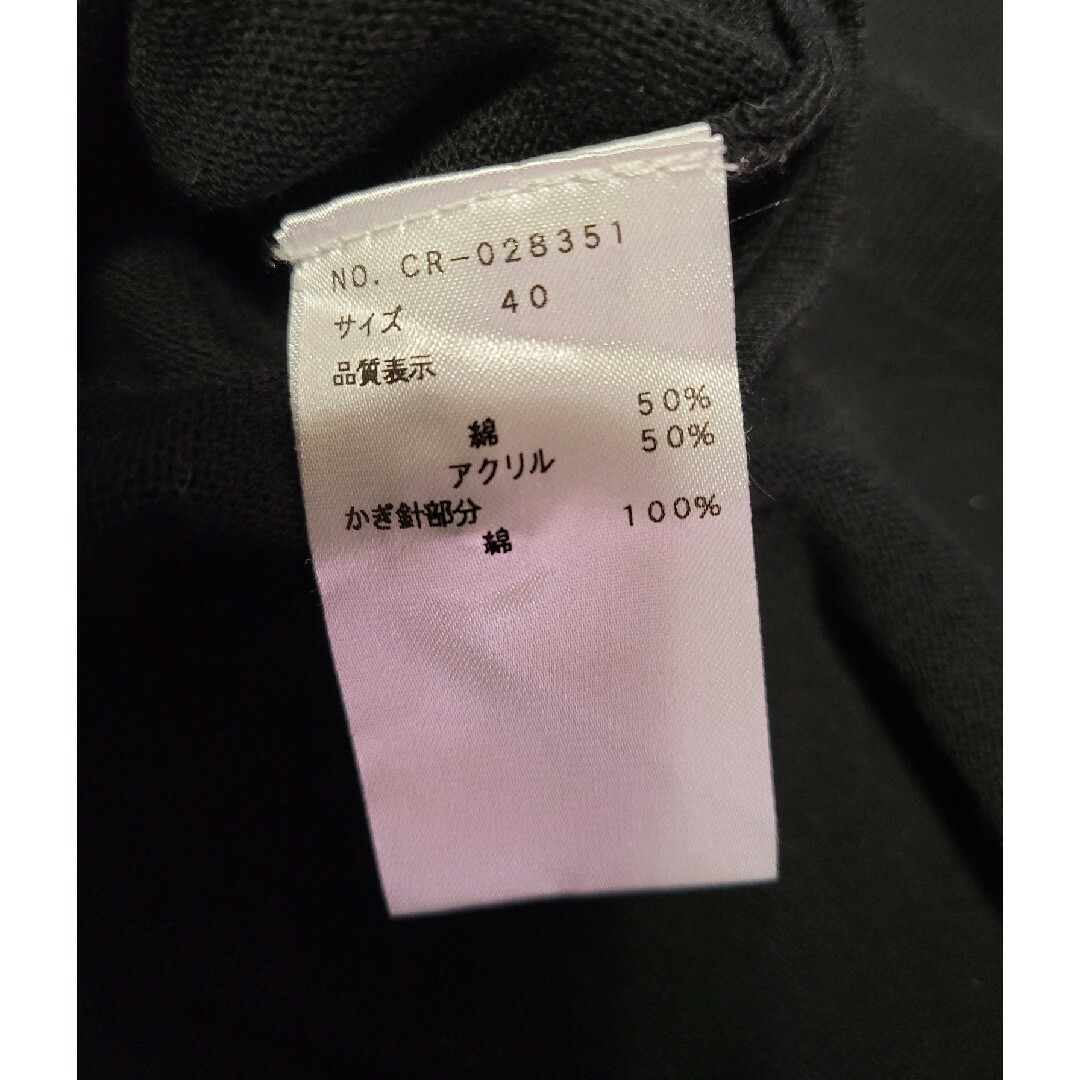 NO. CR-028351
サイズ 40
品質表示
綿 50%
アクリル 50%
かぎ針部分
綿 100%